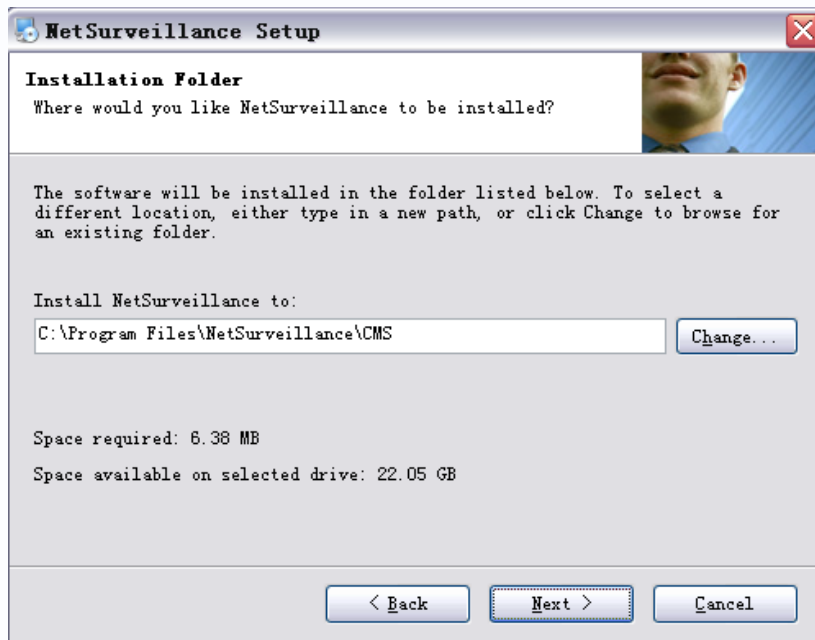 NetSurveillance Setup
Installation Folder
Where would you like NetSurveillance to be installed?
The software will be installed in the folder listed below. To select a
different location, either type in a new path, or click Change to browse for
an existing folder.
Install NetSurveillance to:
C:\Program Files\NetSurveillance\CMS
Change...
Space required: 6.38 MB
Space available on selected drive: 22.05 GB
< Back
Next >
Cancel